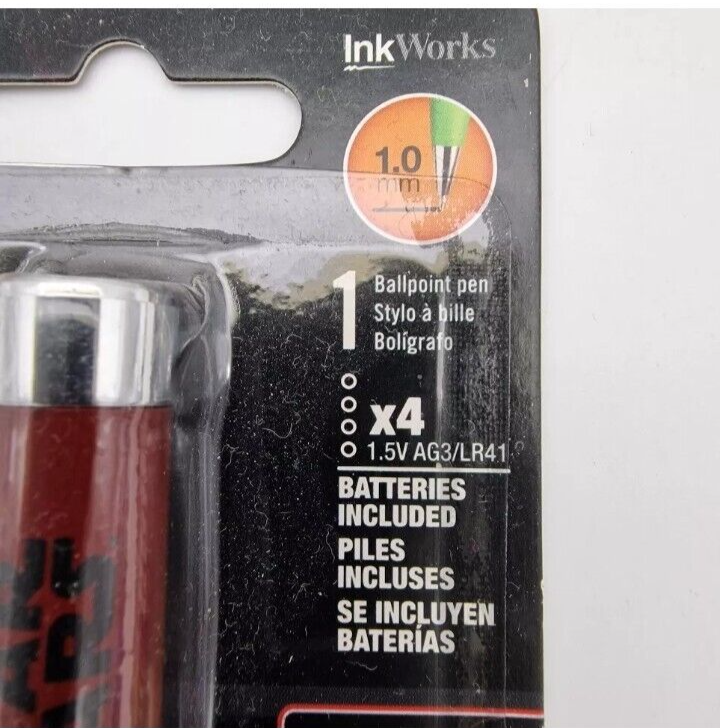 InkWorks
1.0
mm
1
Ballpoint pen
Stylo à bille
Bolígrafo
x4
1.5V AG3/LR41
BATTERIES
INCLUDED
PILES
INCLUSES
SE INCLUYEN
BATERÍAS